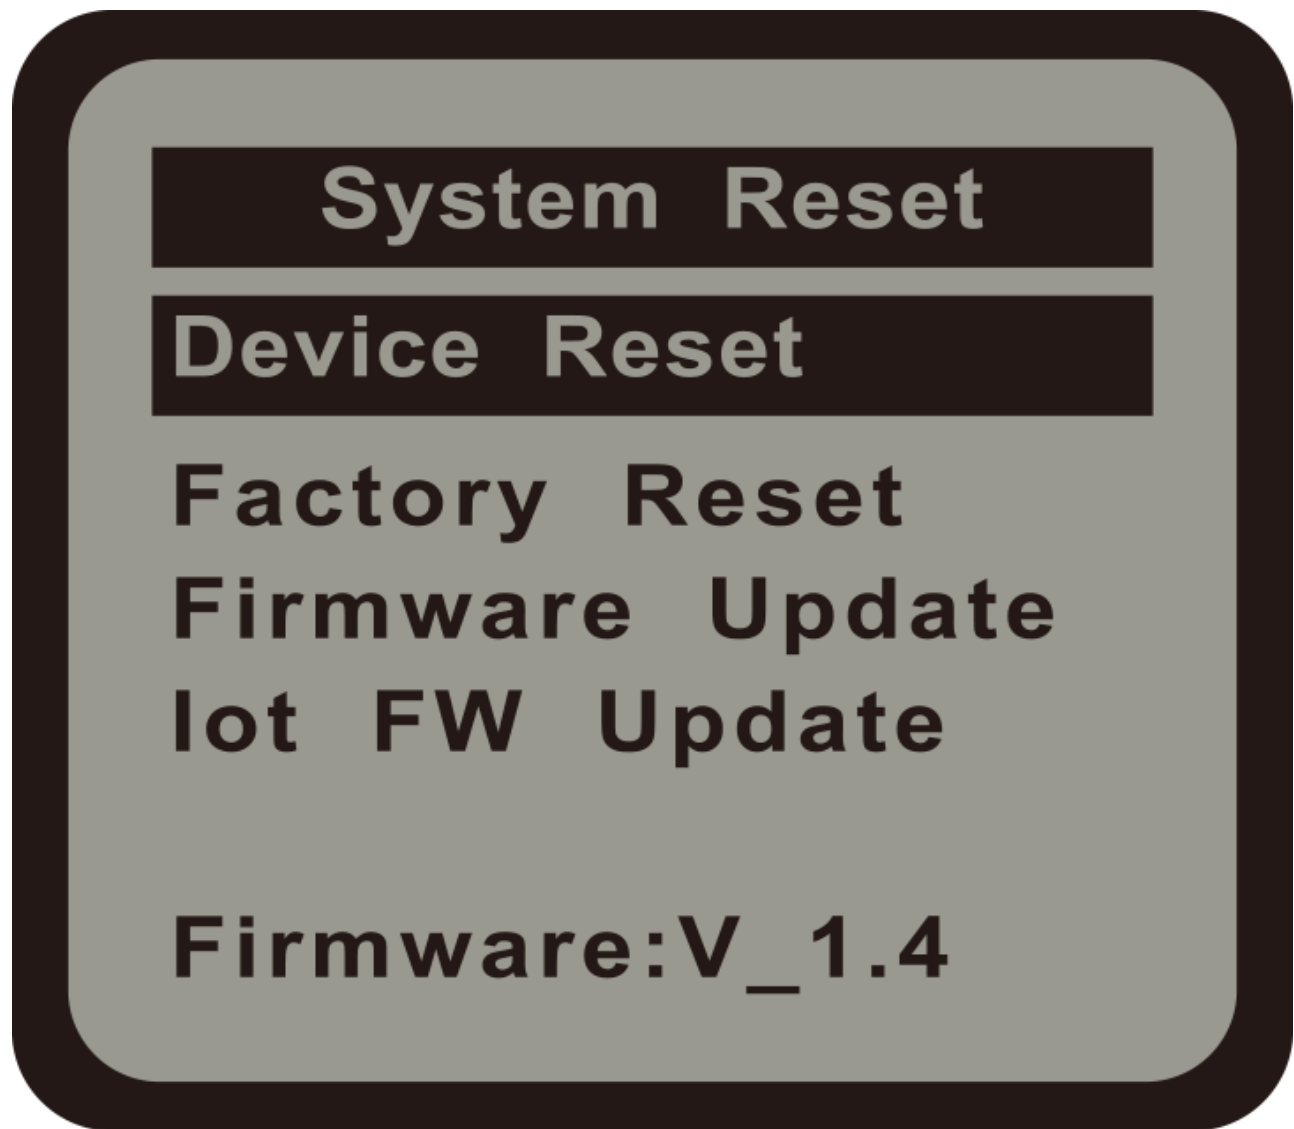 System Reset
Device Reset
Factory Reset
Firmware Update
Iot FW Update
Firmware:V_1.4